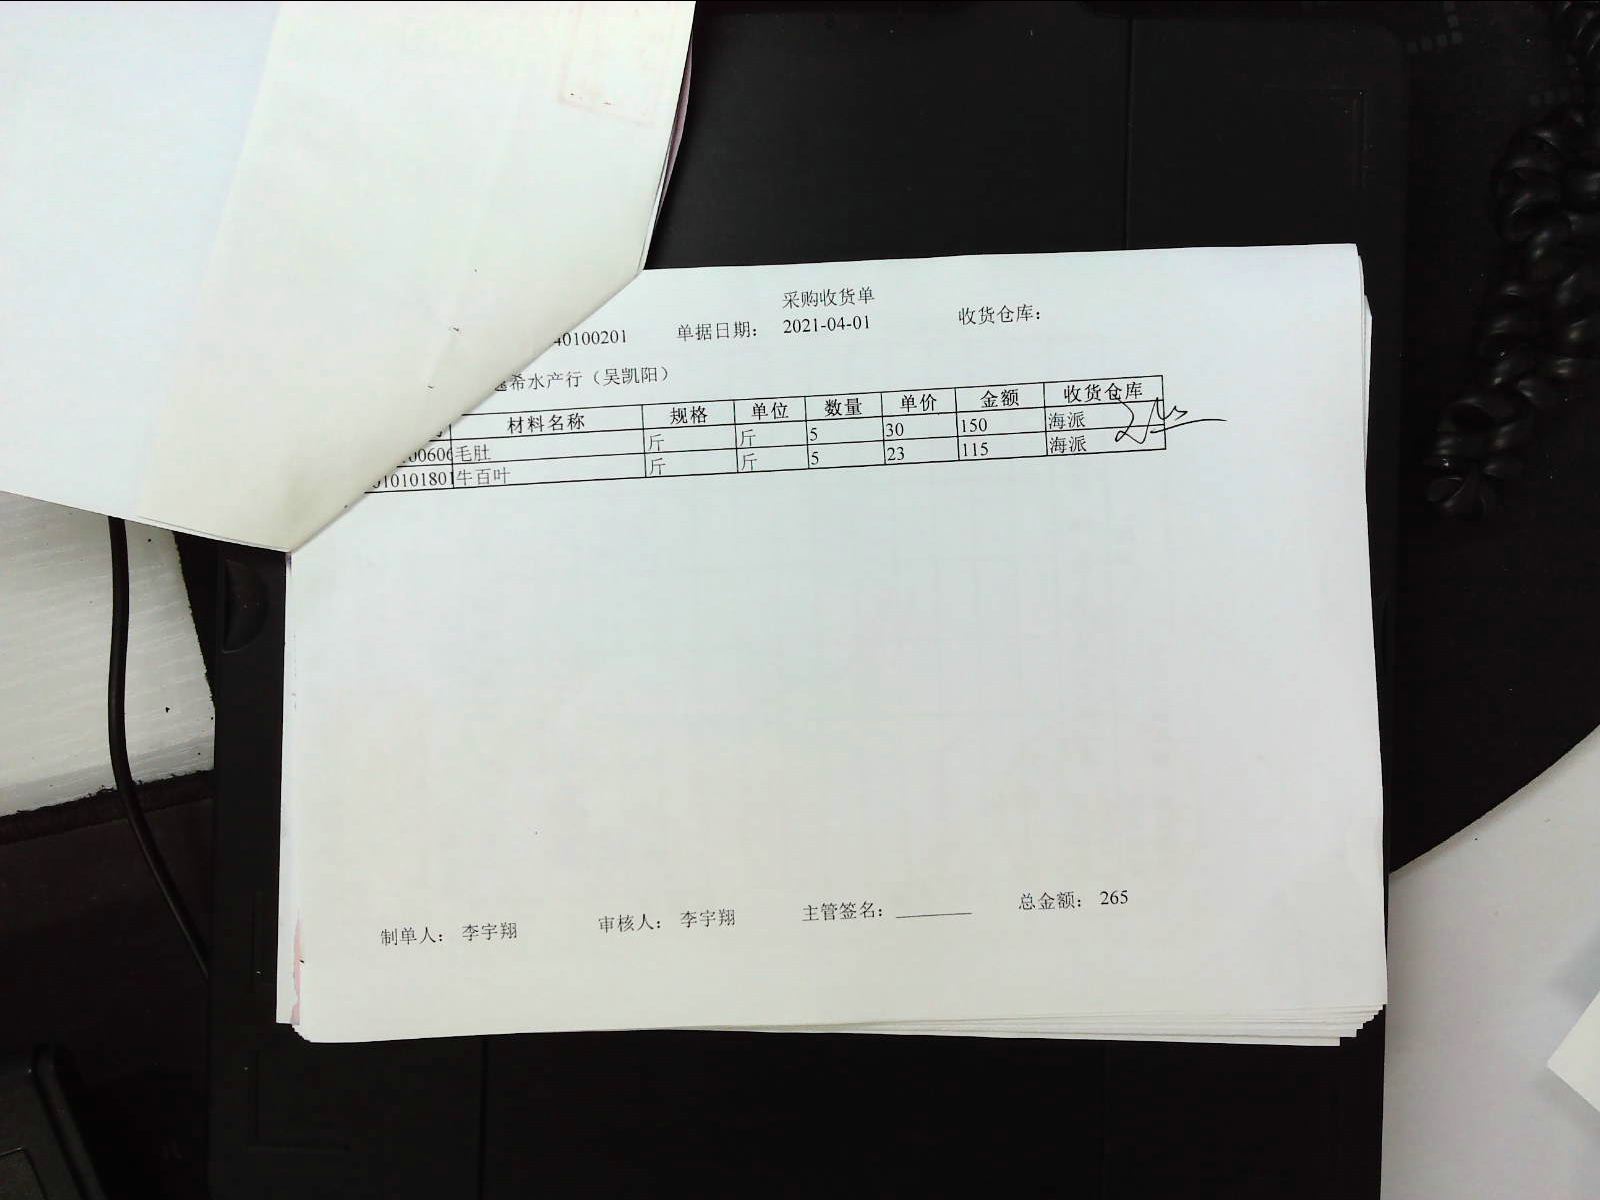 采购收货单
40100201 单据日期： 2021-04-01 收货仓库：
希水产行（吴凯阳）
材料名称 规格 单位 数量 单价 金额 收货仓库
00606 毛肚 斤 斤 5 30 150 海派
010101801 牛百叶 斤 斤 5 23 115 海派
制单人： 李宇翔 审核人： 李宇翔 主管签名： 总金额： 265